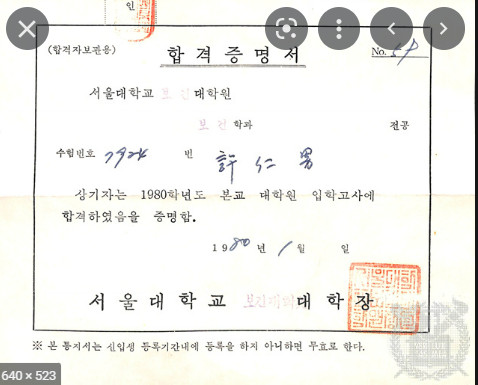 인
(합격자보관용)
합격증명서
No. 59
서울대학교 보건대학원
보건 학과 전공
수험번호 7924 번 許仁男
상기자는 1980학년도 본교 대학원 입학고사에
합격하였음을 증명함.
1980년 1월 일
서울대학교 보건대학원 대학장
※ 본 통지서는 신입생 등록기간내에 등록을 하지 아니하면 무효로 한다.
640 × 523